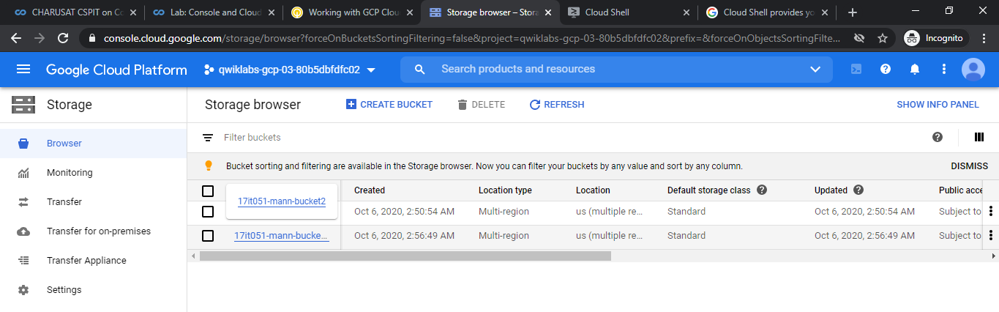 CHARUSAT CSPIT on Co
Lab: Console and Cloud
Working with GCP Clou
Storage browser – Stora
Cloud Shell
Cloud Shell provides yo
console.cloud.google.com/storage/browser?forceOnBucketsSortingFiltering=false&project=qwiklabs-gcp-03-80b5dbfdfc02&prefix=&forceOnObjectsSortingFilte...
Incognito
Google Cloud Platform
qwiklabs-gcp-03-80b5dbfdfc02
Search products and resources
Storage
Storage browser
CREATE BUCKET
DELETE
REFRESH
SHOW INFO PANEL
Browser
Monitoring
Transfer
Transfer for on-premises
Transfer Appliance
Settings
Filter buckets
Bucket sorting and filtering are available in the Storage browser. Now you can filter your buckets by any value and sort by any column.
DISMISS
Created Location type Location Default storage class Updated Public acce
17it051-mann-bucket2
Oct 6, 2020, 2:50:54 AM Multi-region us (multiple re... Standard Oct 6, 2020, 2:50:54 AM Subject to
17it051-mann-bucke... Oct 6, 2020, 2:56:49 AM Multi-region us (multiple re... Standard Oct 6, 2020, 2:56:49 AM Subject to